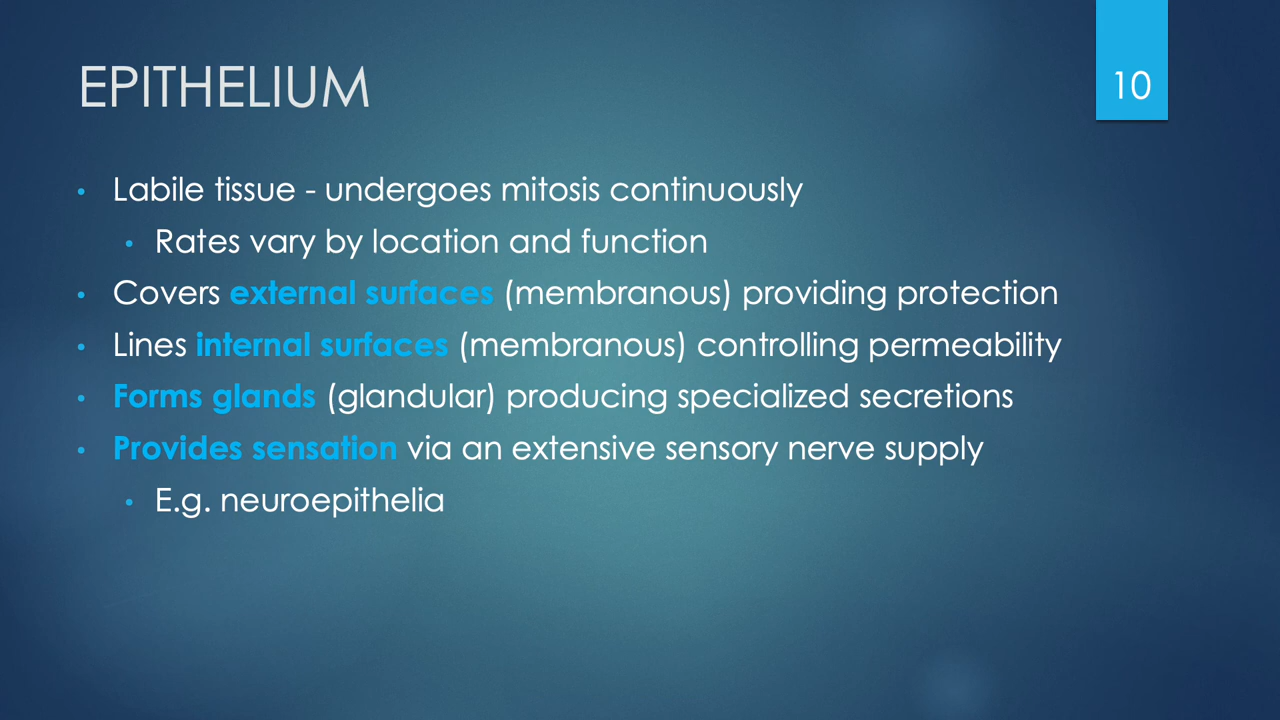 EPITHELIUM
10
• Labile tissue - undergoes mitosis continuously
• Rates vary by location and function
• Covers external surfaces (membranous) providing protection
• Lines internal surfaces (membranous) controlling permeability
• Forms glands (glandular) producing specialized secretions
• Provides sensation via an extensive sensory nerve supply
• E.g. neuroepithelia